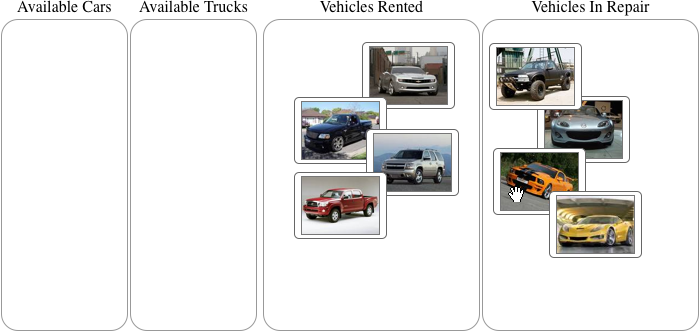 Available Cars
Available Trucks
Vehicles Rented
Vehicles In Repair